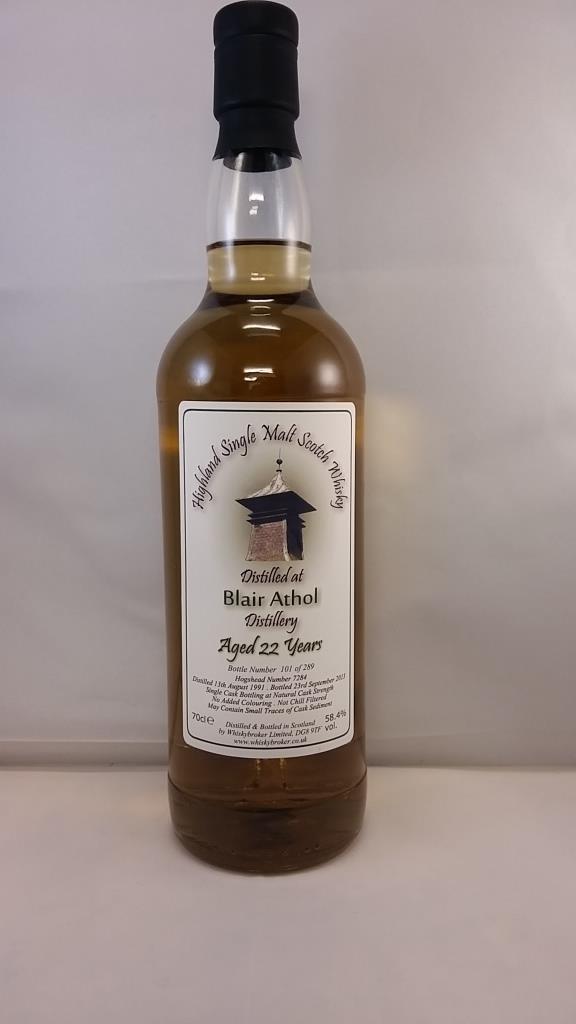 Highland Single Malt Scotch Whisky
Distilled at
Blair Athol
Distillery
Aged 22 Years
Bottle Number 101 of 289
Hogshead Number 7284
Distilled 13th August 1991 . Bottled 23rd September 2013
Single Cask Bottling at Natural Cask Strength
No Added Colouring . Not Chill Filtered
May Contain Small Traces of Cask Sediment
70cl e
Distilled & Bottled in Scotland
by Whiskybroker Limited, DG8 9TF
www.whiskybroker.co.uk
58.4%
vol.